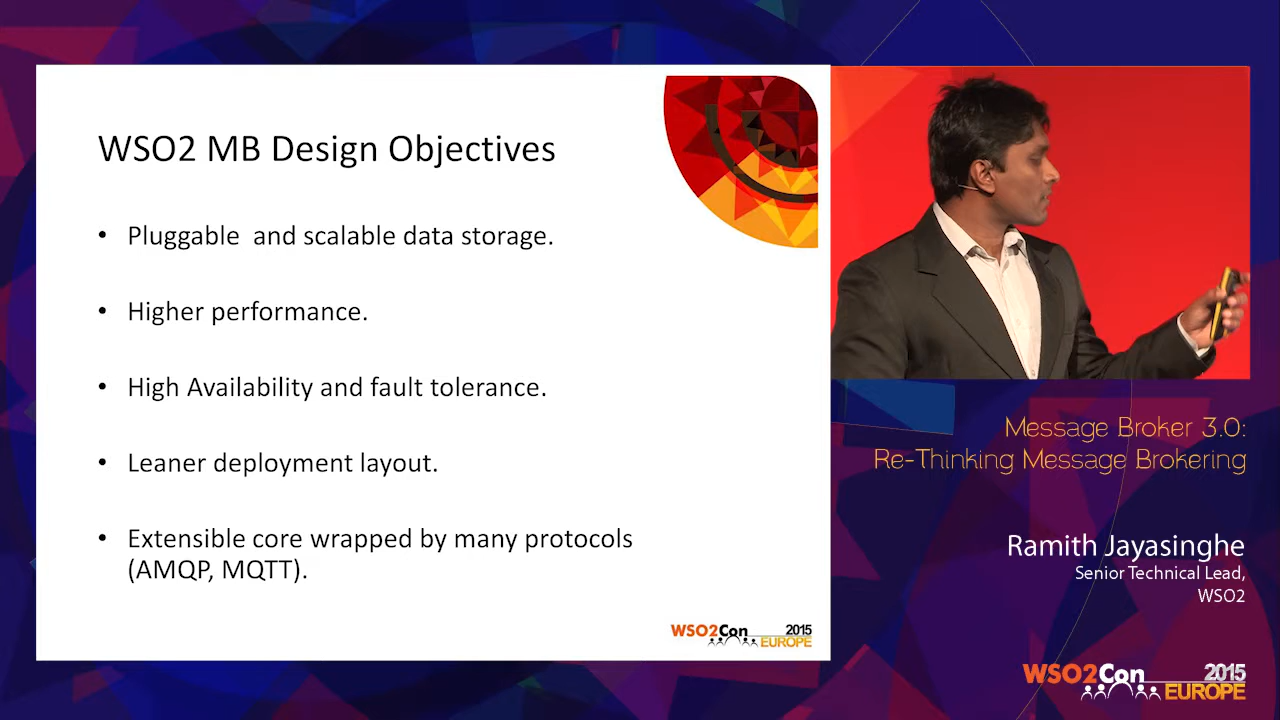 WSO2 MB Design Objectives
• Pluggable and scalable data storage.
• Higher performance.
• High Availability and fault tolerance.
• Leaner deployment layout.
• Extensible core wrapped by many protocols
(AMQP, MQTT).
WSO2Con 2015
EUROPE
Message Broker 3.0:
Re-Thinking Message Brokering
Ramith Jayasinghe
Senior Technical Lead,
WSO2
WSO2Con 2015
EUROPE